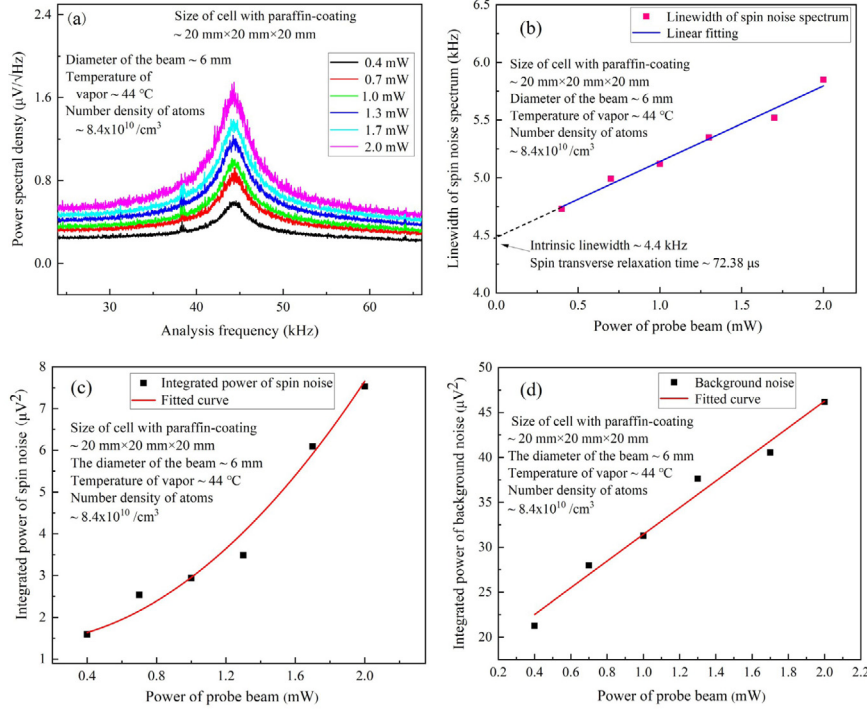 (a)
Size of cell with paraffin-coating
~ 20 mm×20 mm×20 mm
Diameter of the beam ~ 6 mm
Temperature of
vapor ~ 44 ℃
Number density of atoms
~ 8.4x10¹⁰/cm³
0.4 mW
0.7 mW
1.0 mW
1.3 mW
1.7 mW
2.0 mW
Power spectral densty (μV/√Hz)
0.0
0.8
1.6
2.4
30
40
50
60
Analysis frequency (kHz)
(b)
Linewidth of spin noise spectrum
Linear fitting
Size of cell with paraffin-coating
~ 20 mm×20 mm×20 mm
Diameter of the beam ~ 6 mm
Temperature of vapor ~ 44 ℃
Number density of atoms
~ 8.4x10¹⁰/cm³
Intrinsic linewidth ~ 4.4 kHz
Spin transverse relaxation time ~ 72.38 μs
Linewidth of spin noise spectrum (kHz)
4.0
4.5
5.0
5.5
6.0
0.0
0.5
1.0
1.5
2.0
Power of probe beam (mW)
(c)
Integrated power of spin noise
Fitted curve
Size of cell with paraffin-coating
~ 20 mm×20 mm×20 mm
The diameter of the beam ~ 6 mm
Temperature of vapor ~ 44 ℃
Number density of atoms
~ 8.4x10¹⁰ /cm³
Integrated power of spin noise (μV²)
1
2
3
4
5
6
7
8
0.4
0.8
1.2
1.6
2.0
Power of probe beam (mW)
(d)
Background noise
Fitted curve
Size of cell with paraffin-coating
~ 20 mm×20 mm×20 mm
The diameter of the beam ~ 6 mm
Temperature of vapor ~ 44 ℃
Number density of atoms
~ 8.4x10¹⁰ /cm³
Integrated power of background noise (μV²)
20
25
30
35
40
45
50
0.4
0.6
0.8
1.0
1.2
1.4
1.6
1.8
2.0
2.2
Power of probe beam (mW)